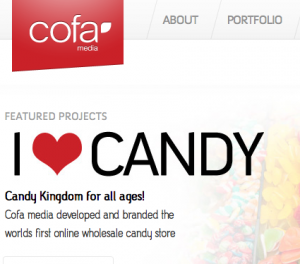 cofa
media
ABOUT
PORTFOLIO
FEATURED PROJECTS
I ❤ CANDY
Candy Kingdom for all ages!
Cofa media developed and branded the
worlds first online wholesale candy store